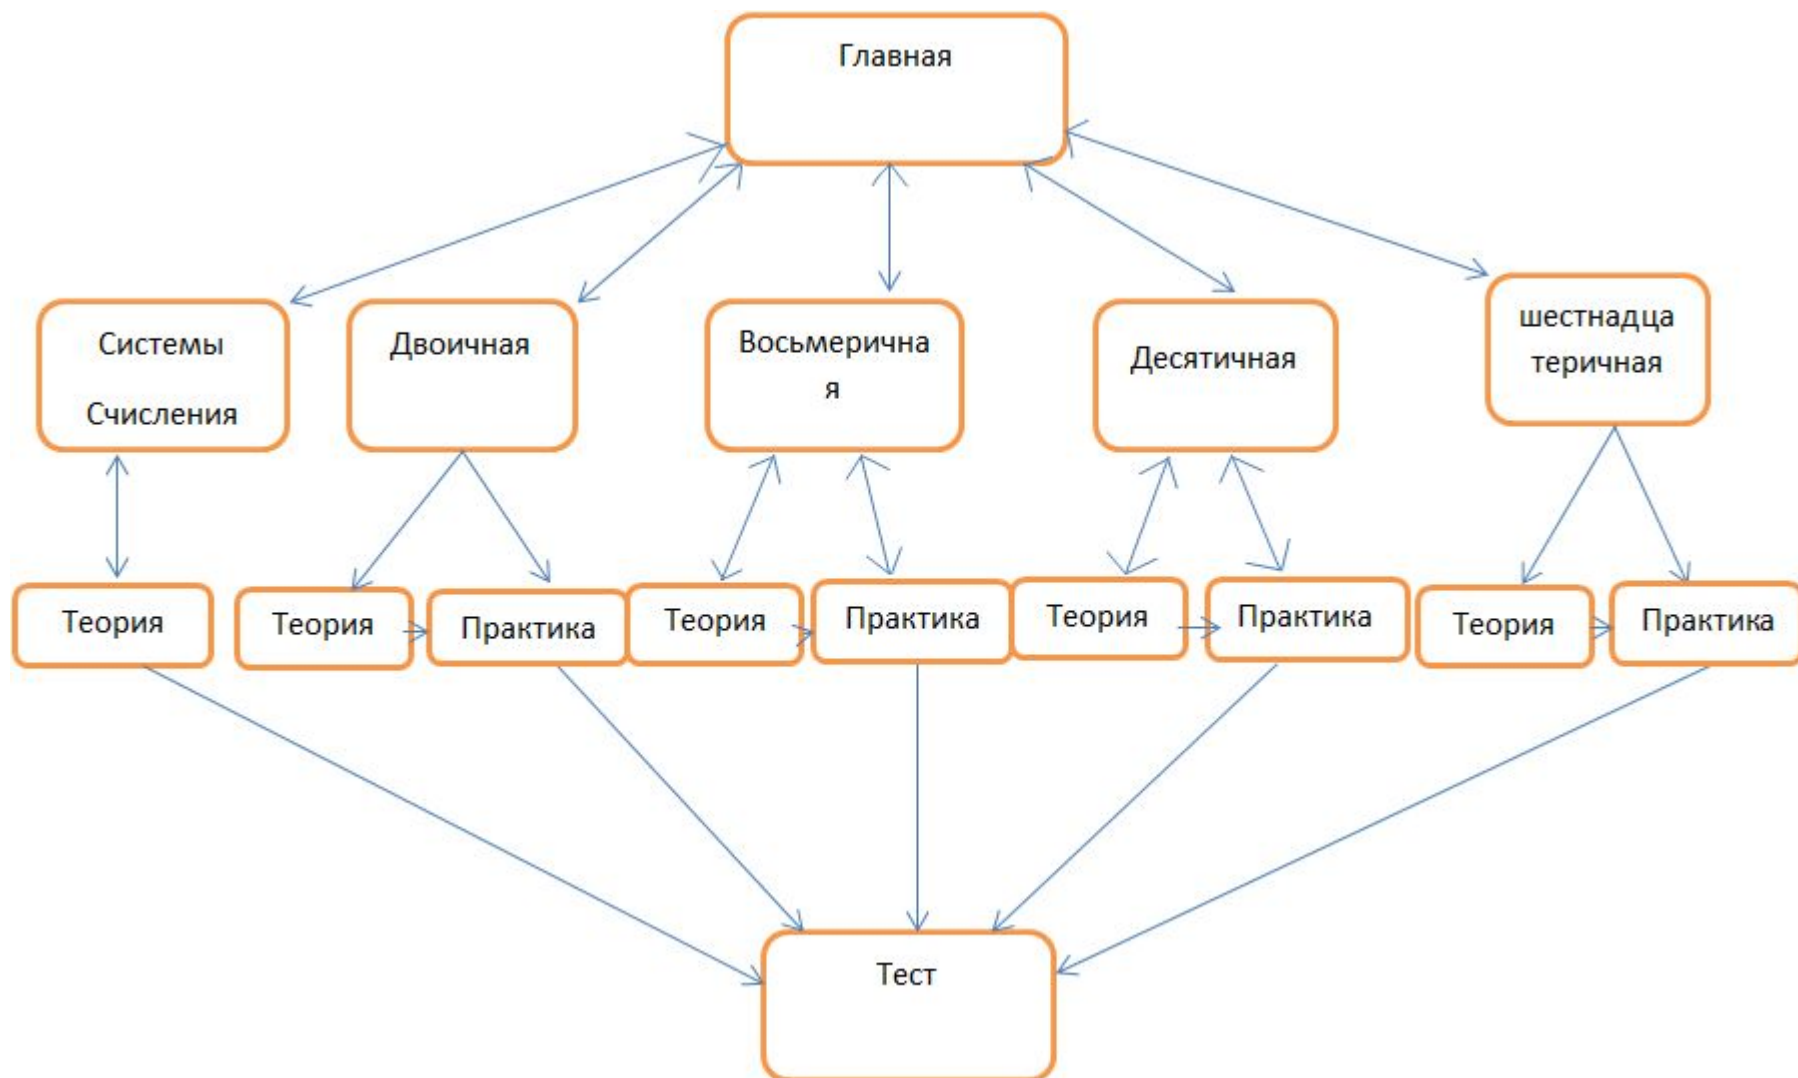 Главная
Системы
Счисления
Двоичная
Восьмерична
я
Десятичная
шестнадца
теричная
Теория
Теория
Практика
Теория
Практика
Теория
Практика
Теория
Практика
Тест